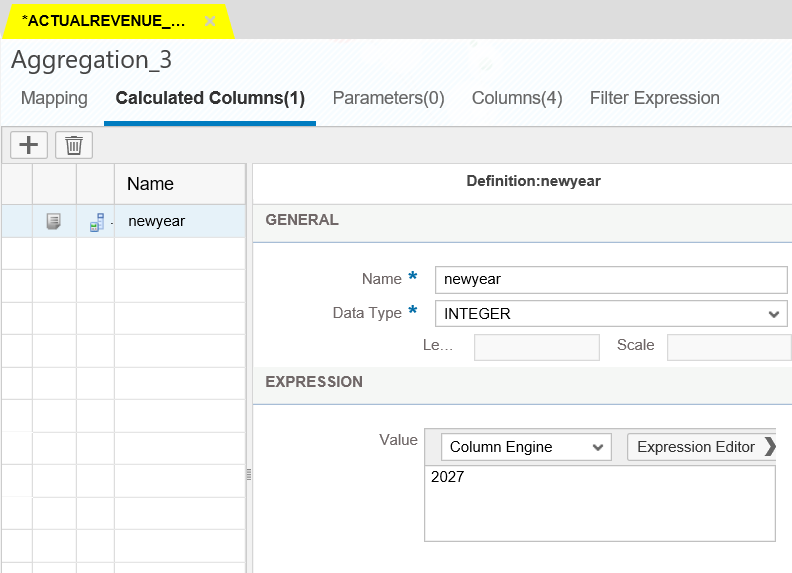 *ACTUALREVENUE_... ×
Aggregation_3
Mapping Calculated Columns(1) Parameters(0) Columns(4) Filter Expression
Name
Definition:newyear
newyear
GENERAL
Name * newyear
Data Type * INTEGER
Le... Scale
EXPRESSION
Value Column Engine Expression Editor
2027